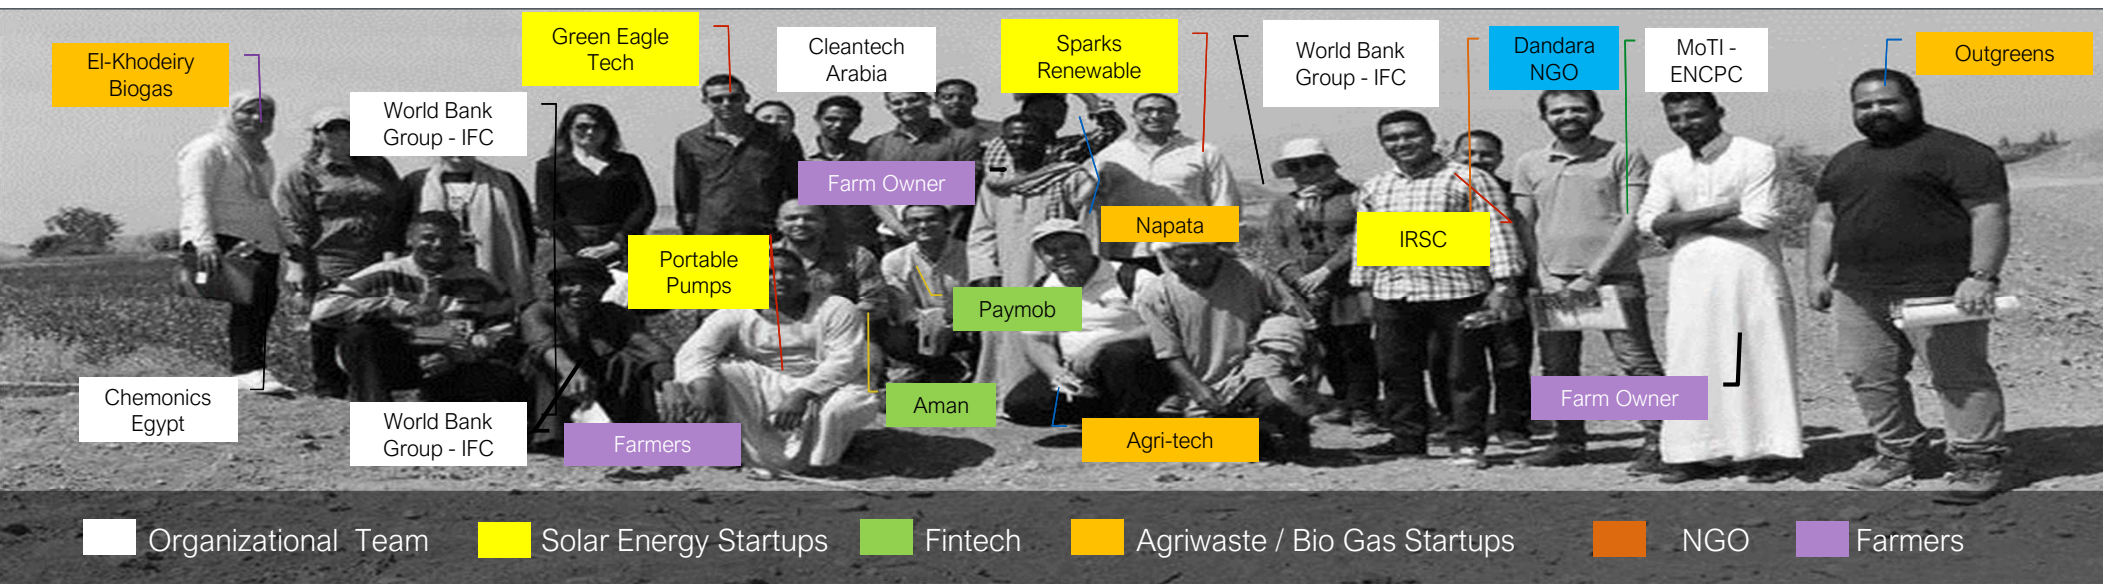 El-Khodeiry
Biogas
Green Eagle
Tech
Cleantech
Arabia
Sparks
Renewable
World Bank
Group - IFC
Dandara
NGO
MoTI -
ENCPC
Outgreens
World Bank
Group - IFC
Farm Owner
Napata
IRSC
Portable
Pumps
Paymob
Chemonics
Egypt
World Bank
Group - IFC
Farmers
Aman
Agri-tech
Farm Owner
Organizational Team
Solar Energy Startups
Fintech
Agriwaste / Bio Gas Startups
NGO
Farmers